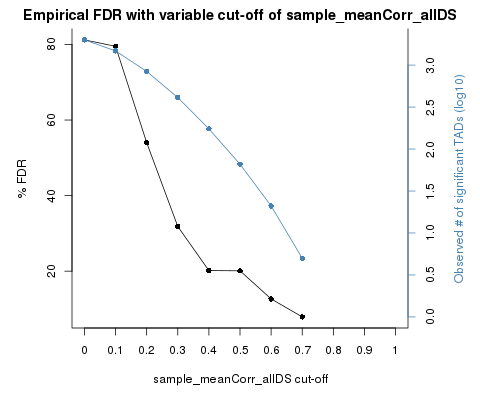 Empirical FDR with variable cut-off of sample_meanCorr_allDS
80
60
40
20
% FDR
3.0
2.5
2.0
1.5
1.0
0.5
0.0
Observed # of significant TADs (log10)
0 0.1 0.2 0.3 0.4 0.5 0.6 0.7 0.8 0.9 1
sample_meanCorr_allDS cut-off